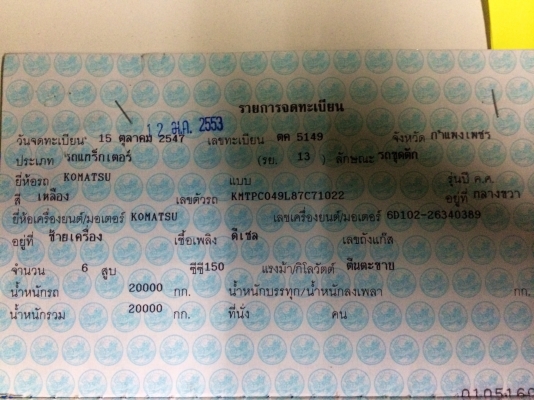 รายการจดทะเบียน
12 ม.ค. 2553
วันจดทะเบียน 15 ตุลาคม 2547 เลขทะเบียน ตค 5149 จังหวัด กำแพงเพชร
ประเภท รถแทร็กเตอร์ (รย. 13) ลักษณะ รถขุดตัก
ยี่ห้อรถ KOMATSU แบบ รุ่นปี ค.ศ.
สี เหลือง เลขตัวรถ KMTPC049L87C71022 อยู่ที่ กลางขวา
ยี่ห้อเครื่องยนต์/มอเตอร์ KOMATSU เลขเครื่องยนต์/มอเตอร์ 6D102-26340389
อยู่ที่ ซ้ายเครื่อง เชื้อเพลิง ดีเซล เลขถังแก๊ส
จำนวน 6 สูบ ซีซี 150 แรงม้า/กิโลวัตต์ ตีนตะขาบ
น้ำหนักรถ 20000 กก. น้ำหนักบรรทุก/น้ำหนักลงเพลา กก.
น้ำหนักรวม 20000 กก. ที่นั่ง คน